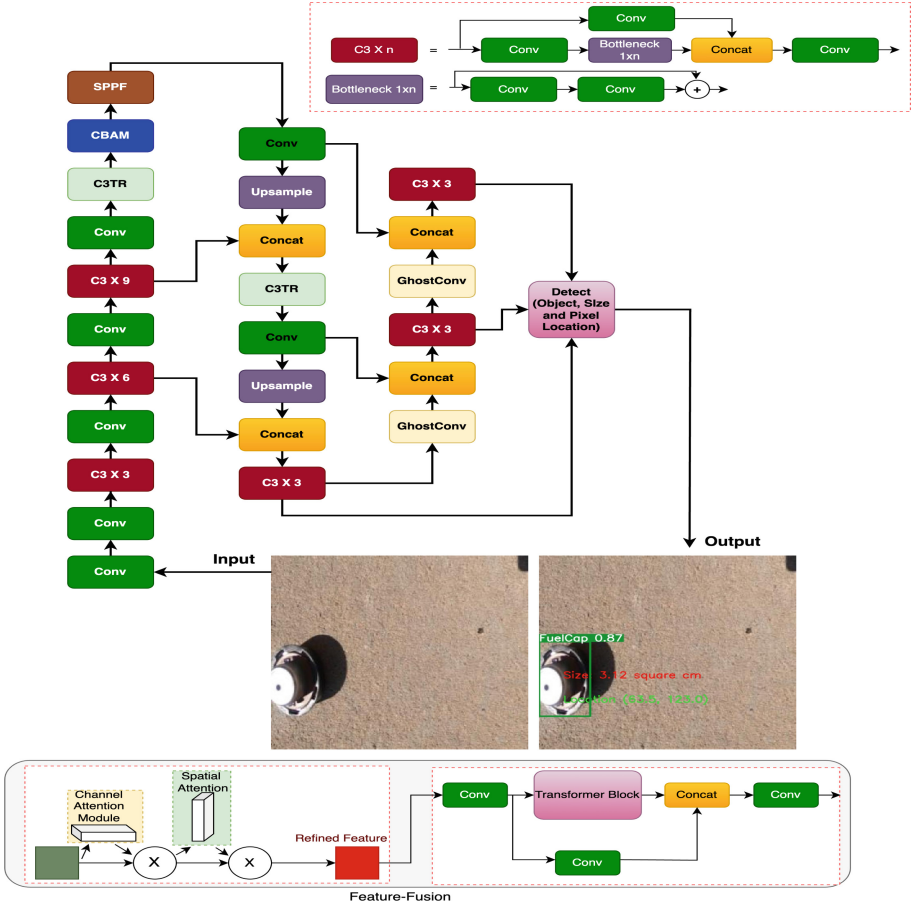 Conv
C3 X n
=
Conv
Bottleneck
1xn
Concat
Conv
Bottleneck 1xn
=
Conv
Conv
+
SPPF
CBAM
C3TR
Conv
C3 X 9
Conv
C3 X 6
Conv
C3 X 3
Conv
Conv
Conv
Upsample
Concat
C3TR
Conv
Upsample
Concat
C3 X 3
C3 X 3
Concat
GhostConv
C3 X 3
Concat
GhostConv
Detect
(Object, SIze
and Pixel
Location)
Input
Output
FuelCap 0.87
Size: 3.12 square cm
Channel
Attention
Module
Spatial
Attention
X
X
Refined Feature
Conv
Transformer Block
Concat
Conv
Conv
Feature-Fusion